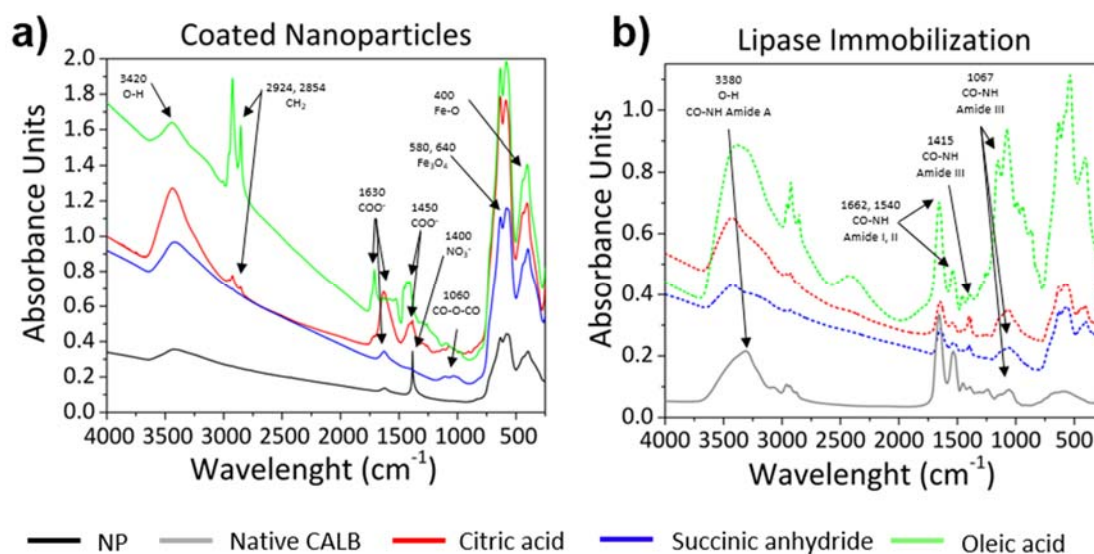 a)
Coated Nanoparticles
Absorbance Units
2.0
1.8
1.6
1.4
1.2
1.0
0.8
0.6
0.4
0.2
0.0
3420
O-H
2924, 2854
CH₂
400
Fe-O
580, 640
Fe₃O₄
1630
COO⁻
1450
COO⁻
1400
NO₃⁻
1060
CO-O-CO
4000 3500 3000 2500 2000 1500 1000 500
Wavelenght (cm⁻¹)
b)
Lipase Immobilization
Absorbance Units
1.0
0.8
0.6
0.4
0.2
0.0
3380
O-H
CO-NH Amide A
1067
CO-NH
Amide III
1415
CO-NH
Amide III
1662, 1540
CO-NH
Amide I, II
4000 3500 3000 2500 2000 1500 1000 500
Wavelenght (cm⁻¹)
NP Native CALB Citric acid Succinic anhydride Oleic acid